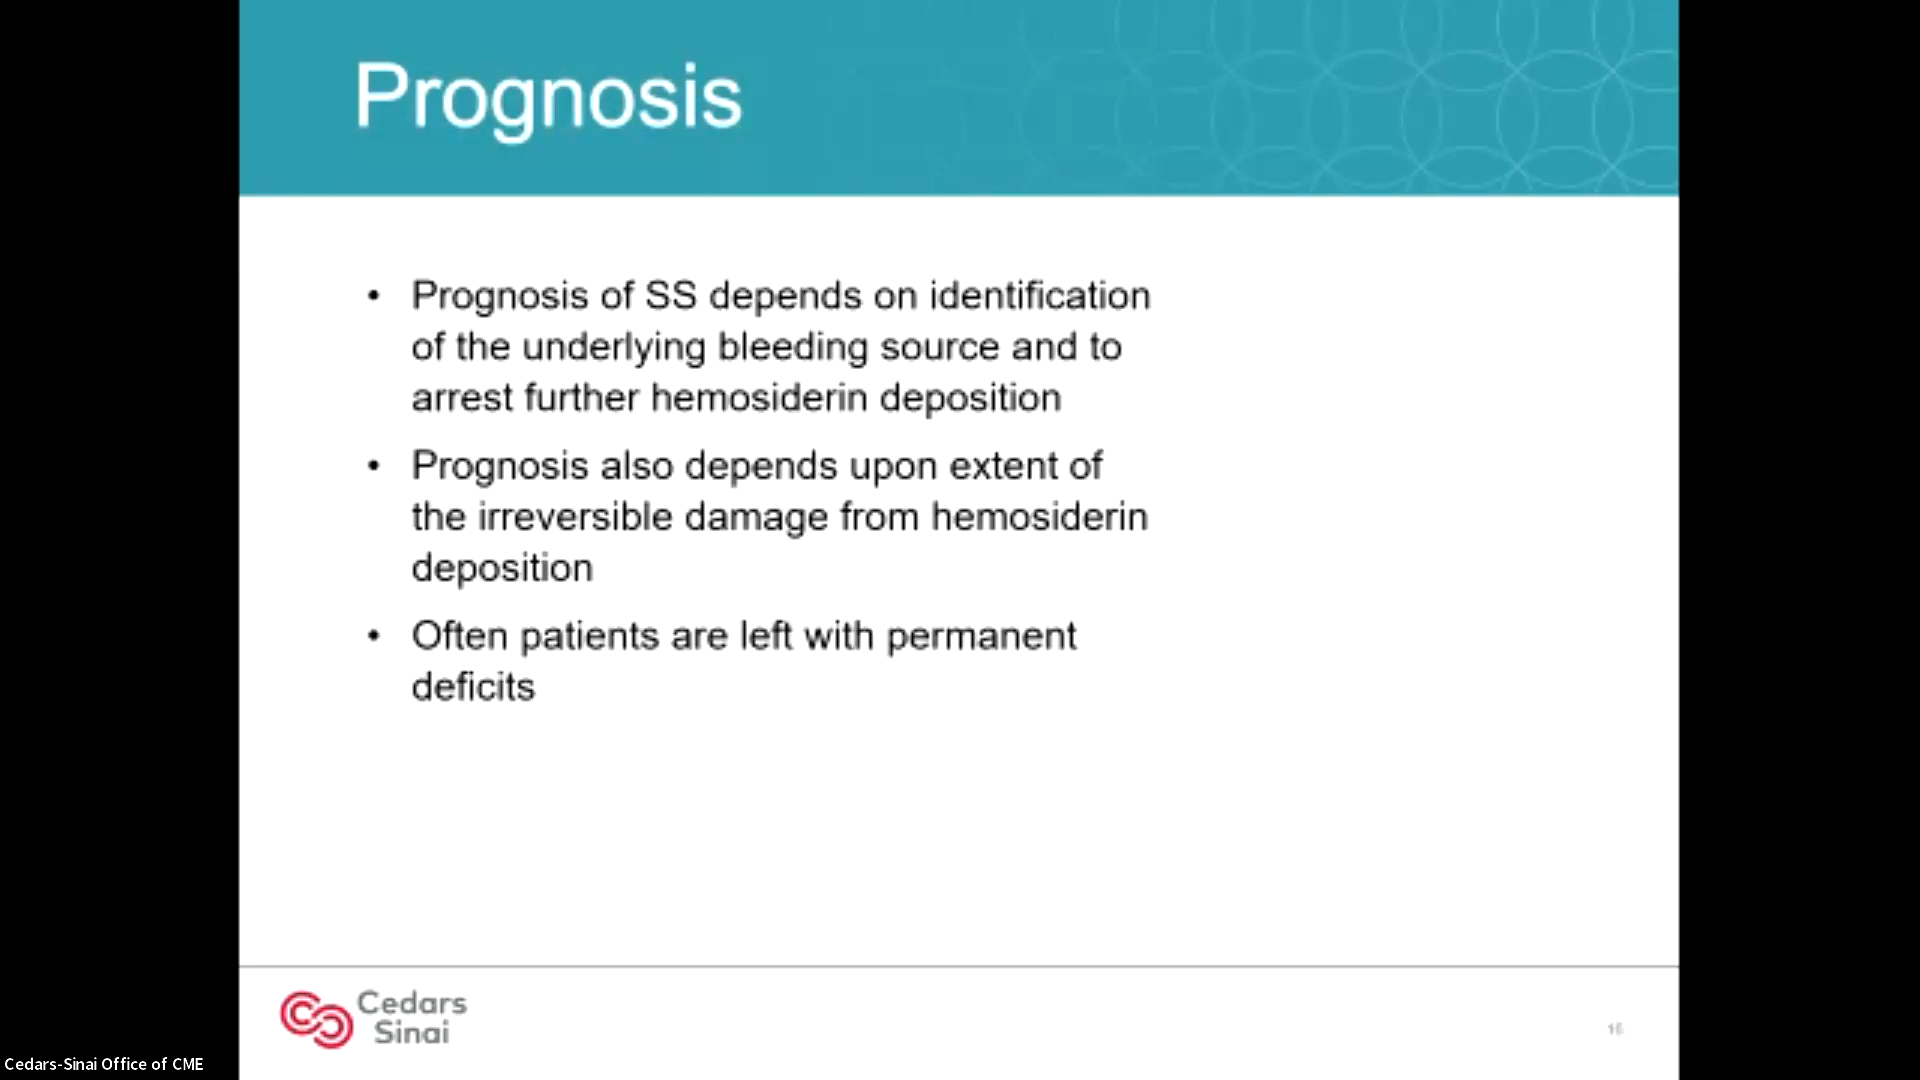 Prognosis
• Prognosis of SS depends on identification
of the underlying bleeding source and to
arrest further hemosiderin deposition
• Prognosis also depends upon extent of
the irreversible damage from hemosiderin
deposition
• Often patients are left with permanent
deficits
Cedars
Sinai
Cedars-Sinai Office of CME